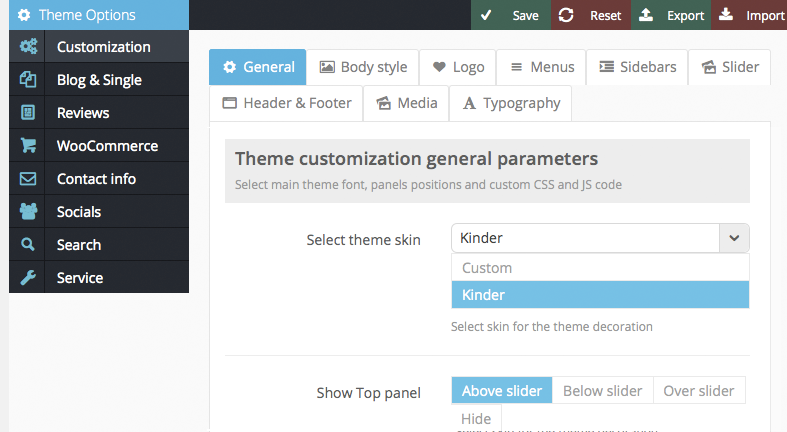 Theme Options
Save
Reset
Export
Import
Customization
Blog & Single
Reviews
WooCommerce
Contact info
Socials
Search
Service
General
Body style
Logo
Menus
Sidebars
Slider
Header & Footer
Media
Typography
Theme customization general parameters
Select main theme font, panels positions and custom CSS and JS code
Select theme skin
Kinder
Custom
Kinder
Select skin for the theme decoration
Show Top panel
Above slider
Below slider
Over slider
Hide